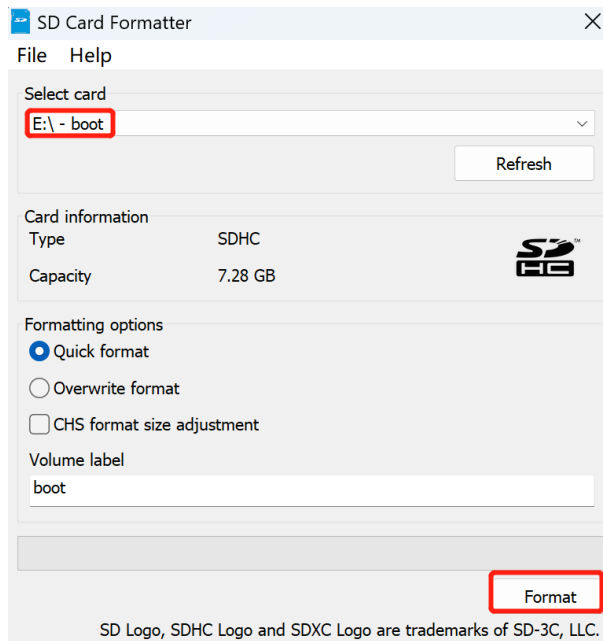 SD Card Formatter
File Help
Select card
E:\ - boot
Refresh
Card information
Type SDHC
Capacity 7.28 GB
SD™
HC
Formatting options
Quick format
Overwrite format
CHS format size adjustment
Volume label
boot
Format
SD Logo, SDHC Logo and SDXC Logo are trademarks of SD-3C, LLC.